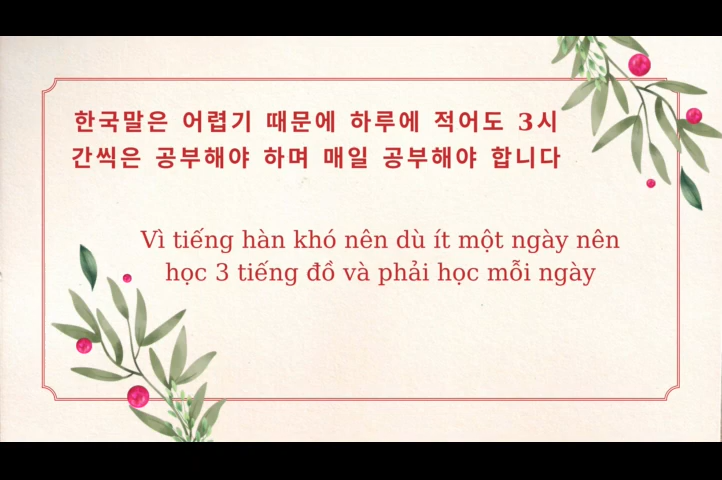 한국말은 어렵기 때문에 하루에 적어도 3시
간씩은 공부해야 하며 매일 공부해야 합니다
Vì tiếng hàn khó nên dù ít một ngày nên
học 3 tiếng đồ và phải học mỗi ngày